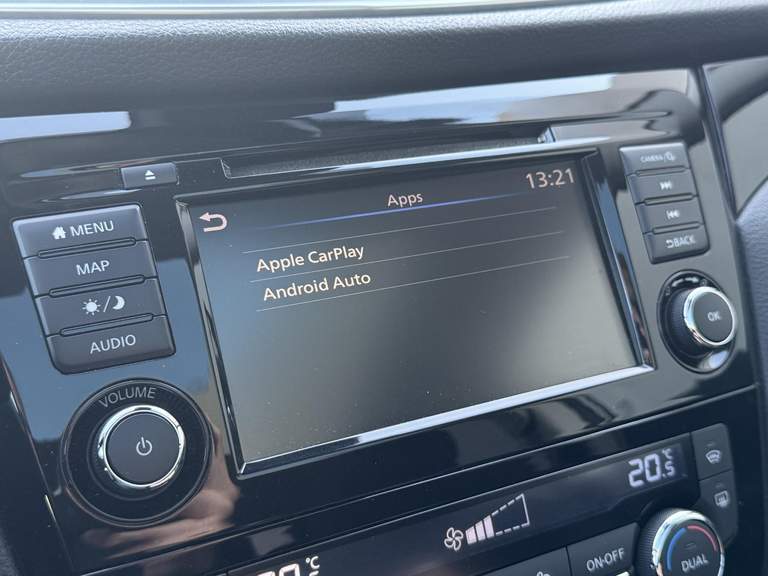 Apps
13:21
Apple CarPlay
Android Auto
MENU
MAP
AUDIO
VOLUME
CAMERA/
BACK
OK
20.5°C
°C
ON·OFF
DUAL